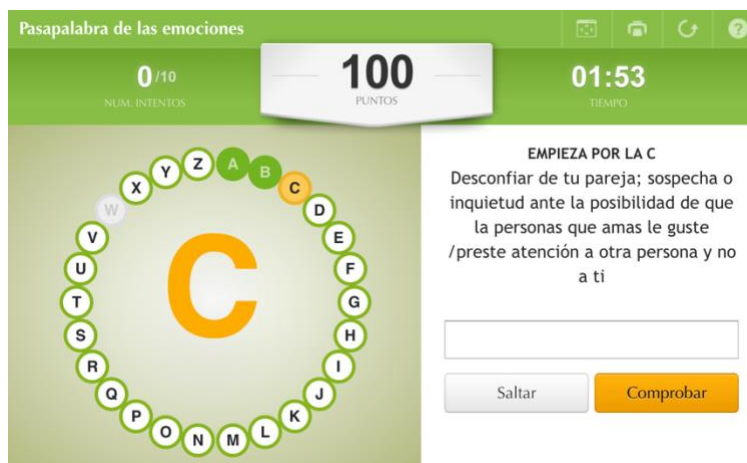 Pasapalabra de las emociones
?
0/10
NUM. INTENTOS
100
PUNTOS
01:53
TIEMPO
A
B
C
D
E
F
G
H
I
J
K
L
M
N
O
P
Q
R
S
T
U
V
W
X
Y
Z
C
EMPIEZA POR LA C
Desconfiar de tu pareja; sospecha o
inquietud ante la posibilidad de que
la personas que amas le guste
/preste atención a otra persona y no
a ti
Saltar
Comprobar